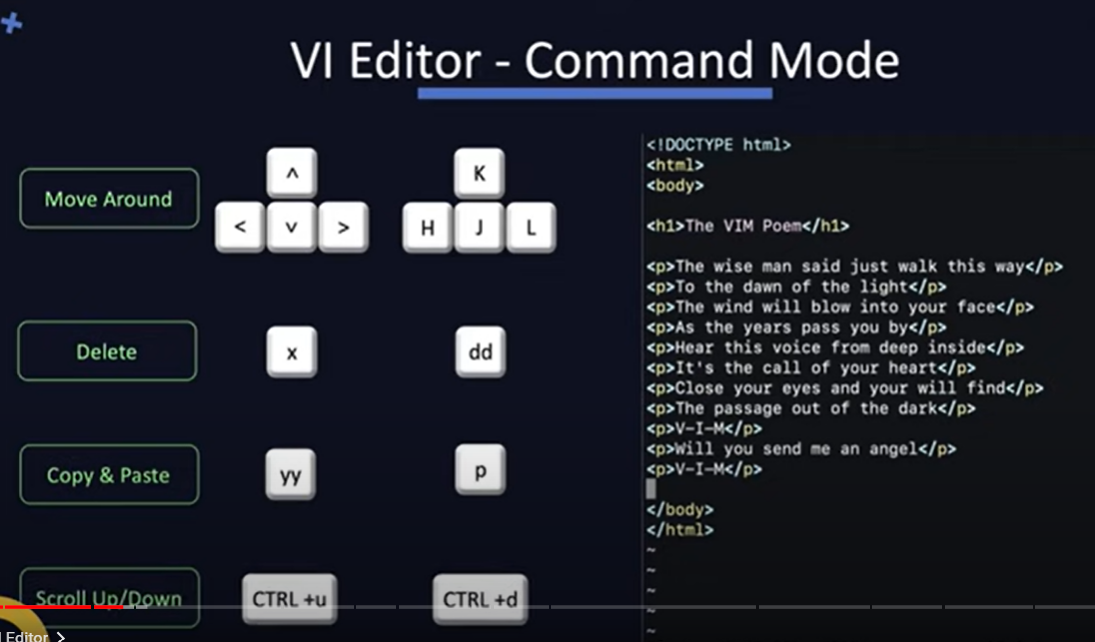 VI Editor - Command Mode
Move Around
^
< v >
K
H J L
Delete
x
dd
Copy & Paste
yy
p
Scroll Up/Down
CTRL +u
CTRL +d
<!DOCTYPE html>
<html>
<body>
<h1>The VIM Poem</h1>
<p>The wise man said just walk this way</p>
<p>To the dawn of the light</p>
<p>The wind will blow into your face</p>
<p>As the years pass you by</p>
<p>Hear this voice from deep inside</p>
<p>It's the call of your heart</p>
<p>Close your eyes and your will find</p>
<p>The passage out of the dark</p>
<p>V-I-M</p>
<p>Will you send me an angel</p>
<p>V-I-M</p>
</body>
</html>
~
~
~
~
~
Editor >